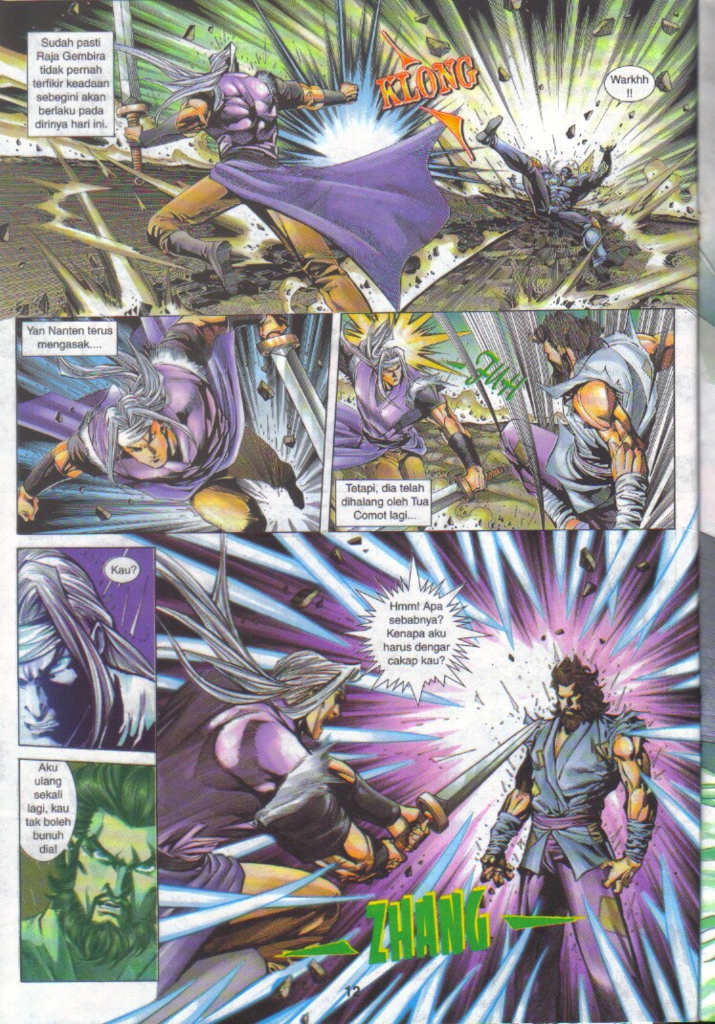 Sudah pasti
Raja Gembira
tidak pernah
terfikir keadaan
sebegini akan
berlaku pada
dirinya hari ini.
KLONG
Warkhh
!!
Yan Nanten terus
mengasak....
Tetapi, dia telah
dihalang oleh Tua
Comot lagi...
Kau?
Hmm! Apa
sebabnya?
Kenapa aku
harus dengar
cakap kau?
Aku
ulang
sekali
lagi, kau
tak boleh
bunuh
dia!
ZHANG
12